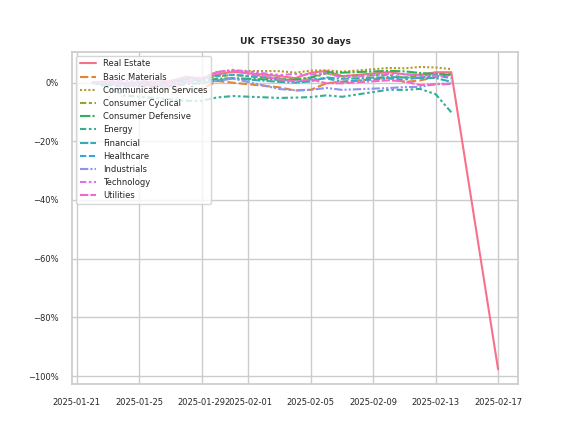 UK FTSE350 30 days
Real Estate
Basic Materials
Communication Services
Consumer Cyclical
Consumer Defensive
Energy
Financial
Healthcare
Industrials
Technology
Utilities
0%
−20%
−40%
−60%
−80%
−100%
2025-01-21 2025-01-25 2025-01-29 2025-02-01 2025-02-05 2025-02-09 2025-02-13 2025-02-17